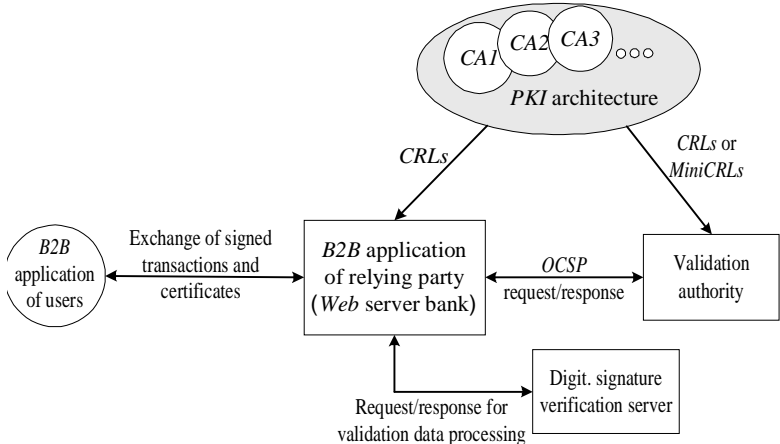 CA1
CA2
CA3
PKI architecture
CRLs
CRLs or
MiniCRLs
B2B
application
of users
Exchange of signed
transactions and
certificates
B2B application
of relying party
(Web server bank)
OCSP
request/response
Validation
authority
Request/response for
validation data processing
Digit. signature
verification server